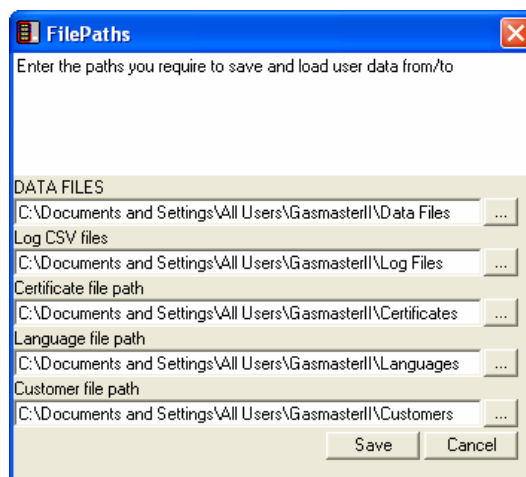 FilePaths
Enter the paths you require to save and load user data from/to
DATA FILES
C:\Documents and Settings\All Users\GasmasterII\Data Files
...
Log CSV files
C:\Documents and Settings\All Users\GasmasterII\Log Files
...
Certificate file path
C:\Documents and Settings\All Users\GasmasterII\Certificates
...
Language file path
C:\Documents and Settings\All Users\GasmasterII\Languages
...
Customer file path
C:\Documents and Settings\All Users\GasmasterII\Customers
...
Save Cancel